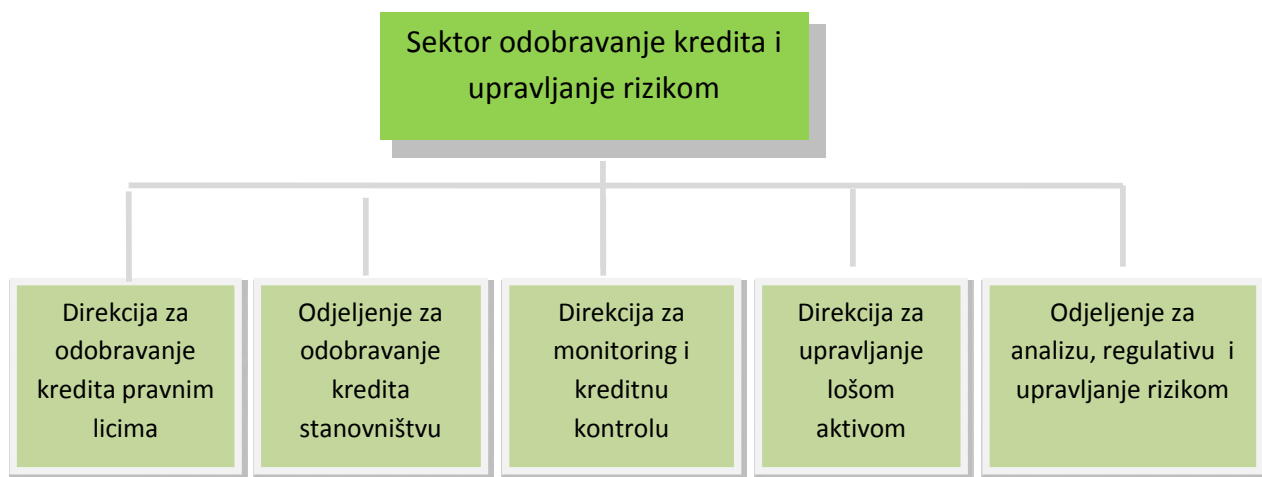 Sektor odobravanje kredita i
upravljanje rizikom
Direkcija za
odobravanje
kredita pravnim
licima
Odjeljenje za
odobravanje
kredita
stanovništvu
Direkcija za
monitoring i
kreditnu
kontrolu
Direkcija za
upravljanje
lošom
aktivom
Odjeljenje za
analizu, regulativu i
upravljanje rizikom